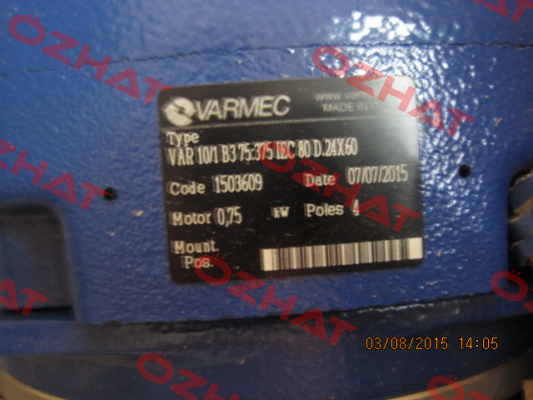 OZHAT
OZHAT
OZHAT
VARMEC
MADE IN
Type
VAR 10/1 B3 75:375 IEC 80 D.24X60
Code 1503609 Date 07/07/2015
Motor 0,75 kW Poles 4
Mount.
Pos.
OZHAT
OZHAT
03/08/2015 14:05